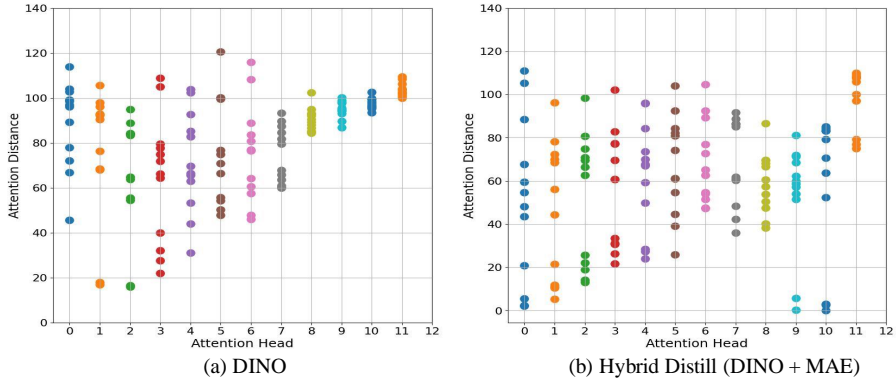 140
120
100
80
60
40
20
0
Attention Distance
0 1 2 3 4 5 6 7 8 9 10 11 12
Attention Head
(a) DINO
140
120
100
80
60
40
20
0
Attention Distance
0 1 2 3 4 5 6 7 8 9 10 11 12
Attention Head
(b) Hybrid Distill (DINO + MAE)